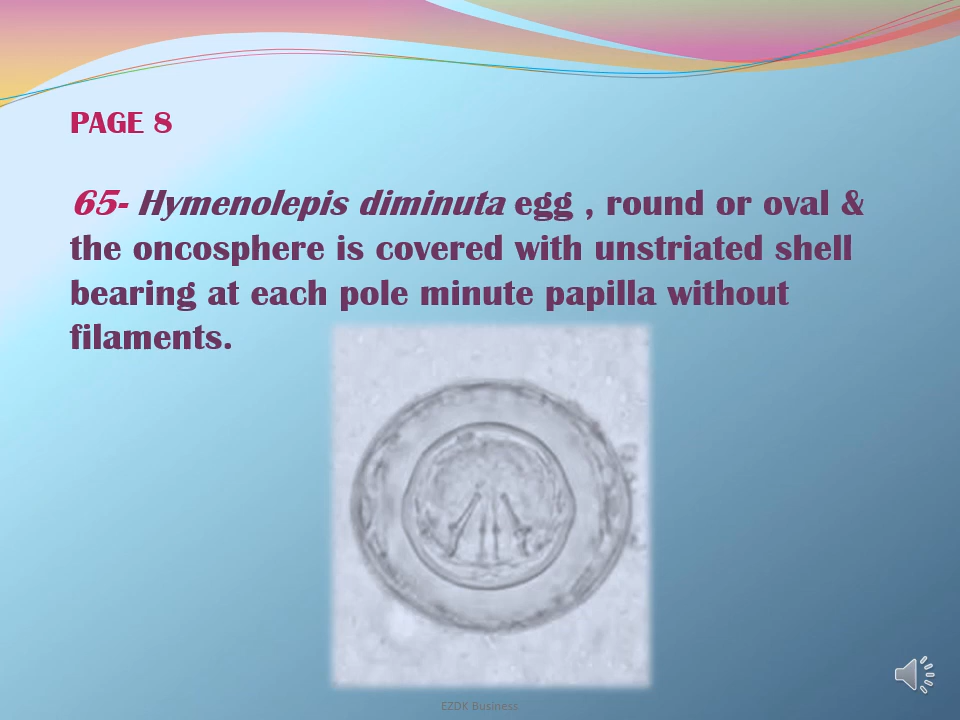 PAGE 8
65- Hymenolepis diminuta egg , round or oval &
the oncosphere is covered with unstriated shell
bearing at each pole minute papilla without
filaments.
EZDK Business